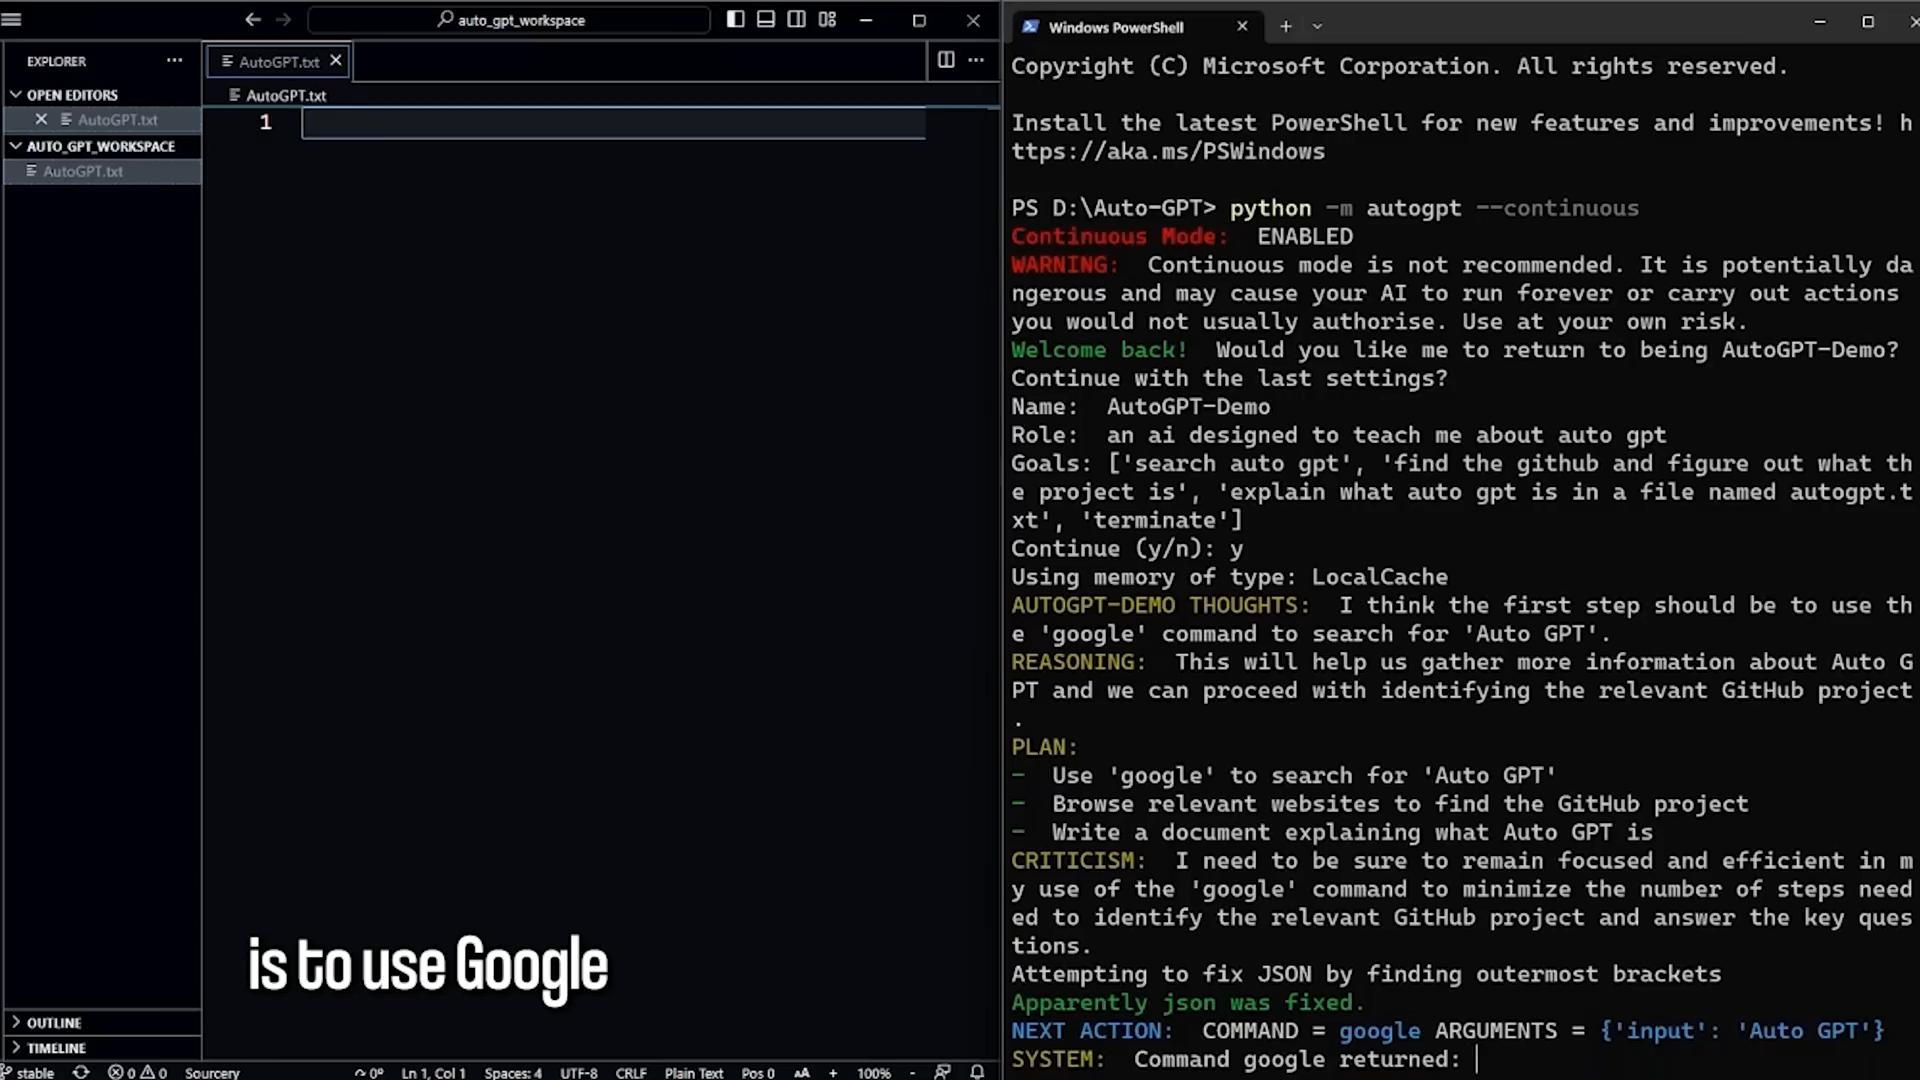 auto_gpt_workspace
EXPLORER
AutoGPT.txt
OPEN EDITORS
AutoGPT.txt
AutoGPT.txt
1
AUTO_GPT_WORKSPACE
AutoGPT.txt
is to use Google
OUTLINE
TIMELINE
stable
0 0
Sourcery
0°
Ln 1, Col 1
Spaces: 4
UTF-8
CRLF
Plain Text
Pos 0
AA
+
100%
-
Windows PowerShell
Copyright (C) Microsoft Corporation. All rights reserved.
Install the latest PowerShell for new features and improvements! h
ttps://aka.ms/PSWindows
PS D:\Auto-GPT> python -m autogpt --continuous
Continuous Mode:  ENABLED
WARNING:  Continuous mode is not recommended. It is potentially da
ngerous and may cause your AI to run forever or carry out actions
you would not usually authorise. Use at your own risk.
Welcome back!  Would you like me to return to being AutoGPT-Demo?
Continue with the last settings?
Name:  AutoGPT-Demo
Role:  an ai designed to teach me about auto gpt
Goals: ['search auto gpt', 'find the github and figure out what th
e project is', 'explain what auto gpt is in a file named autogpt.t
xt', 'terminate']
Continue (y/n): y
Using memory of type: LocalCache
AUTOGPT-DEMO THOUGHTS:  I think the first step should be to use th
e 'google' command to search for 'Auto GPT'.
REASONING:  This will help us gather more information about Auto G
PT and we can proceed with identifying the relevant GitHub project
.
PLAN:
-  Use 'google' to search for 'Auto GPT'
-  Browse relevant websites to find the GitHub project
-  Write a document explaining what Auto GPT is
CRITICISM:  I need to be sure to remain focused and efficient in m
y use of the 'google' command to minimize the number of steps need
ed to identify the relevant GitHub project and answer the key ques
tions.
Attempting to fix JSON by finding outermost brackets
Apparently json was fixed.
NEXT ACTION:  COMMAND = google ARGUMENTS = {'input': 'Auto GPT'}
SYSTEM:  Command google returned: